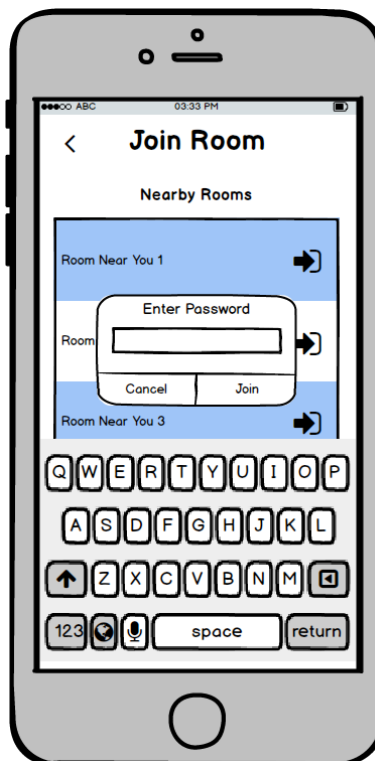 ABC 03:33 PM
< Join Room
Nearby Rooms
Room Near You 1
Enter Password
Room
Cancel Join
Room Near You 3
Q W E R T Y U I O P
A S D F G H J K L
Z X C V B N M
123 space return